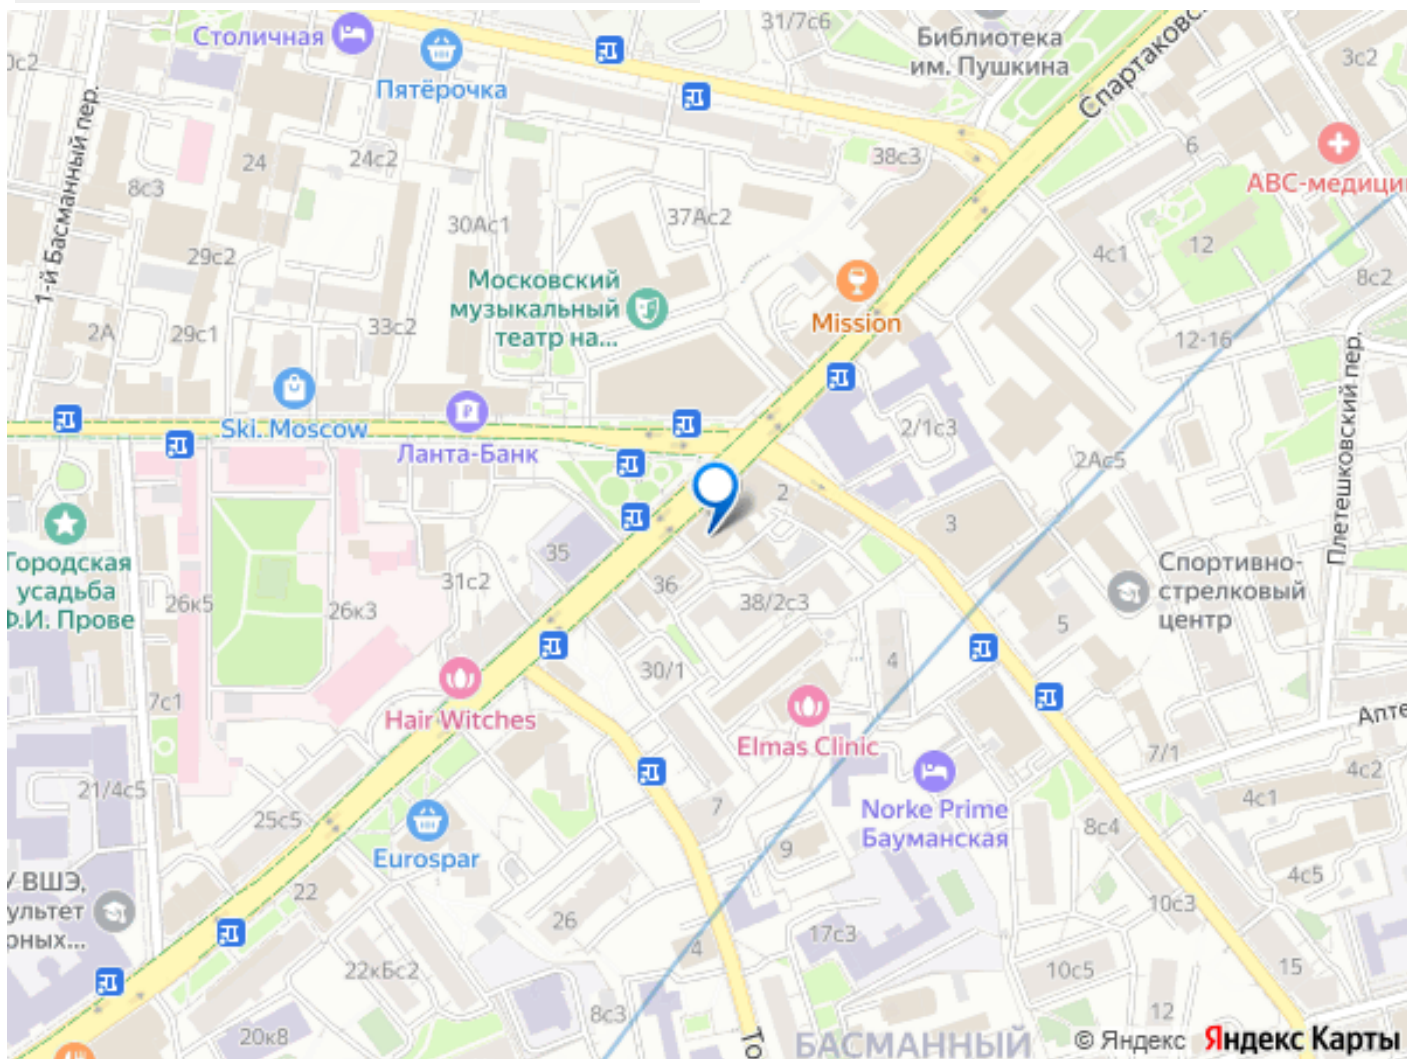 31/7с6
Столичная
Библиотека
им. Пушкина
Спартаковс
0с2
3с2
Пятёрочка
1-й Басманный пер.
24
24с2
38с3
6
АВС-медицин
8с3
30Ас1
37Ас2
4с1
12
29с2
8с2
Московский
музыкальный
театр на...
Mission
2А
29с1
33с2
12-16
Плетешковский пер.
Ski. Moscow
Ланта-Банк
2/1с3
2Ас5
2
3
Городская
усадьба
Ф.И. Прове
35
31с2
36
26к5
26к3
38/2с3
Спортивно-
стрелковый
центр
5
4
30/1
7с1
Hair Witches
Elmas Clinic
Апте
7/1
21/4с5
25с5
7
Norke Prime
Бауманская
4с2
4с1
8с4
Eurospar
9
4с5
У ВШЭ,
ультет
рных...
22
26
10с3
17с3
4
22кБс2
10с5
15
8с3
12
20к8
То
БАСМАННЫЙ
© Яндекс Яндекс Карты